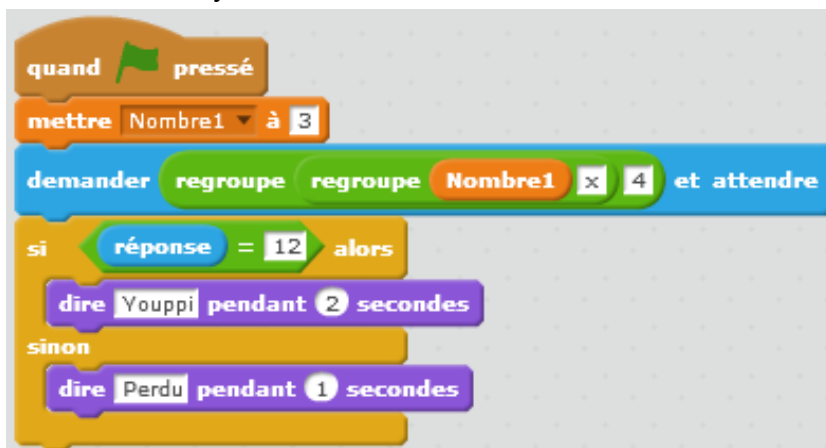 quand pressé
mettre Nombre1 à 3
demander regroupe regroupe Nombre1 x 4 et attendre
si réponse = 12 alors
dire Youppi pendant 2 secondes
sinon
dire Perdu pendant 1 secondes